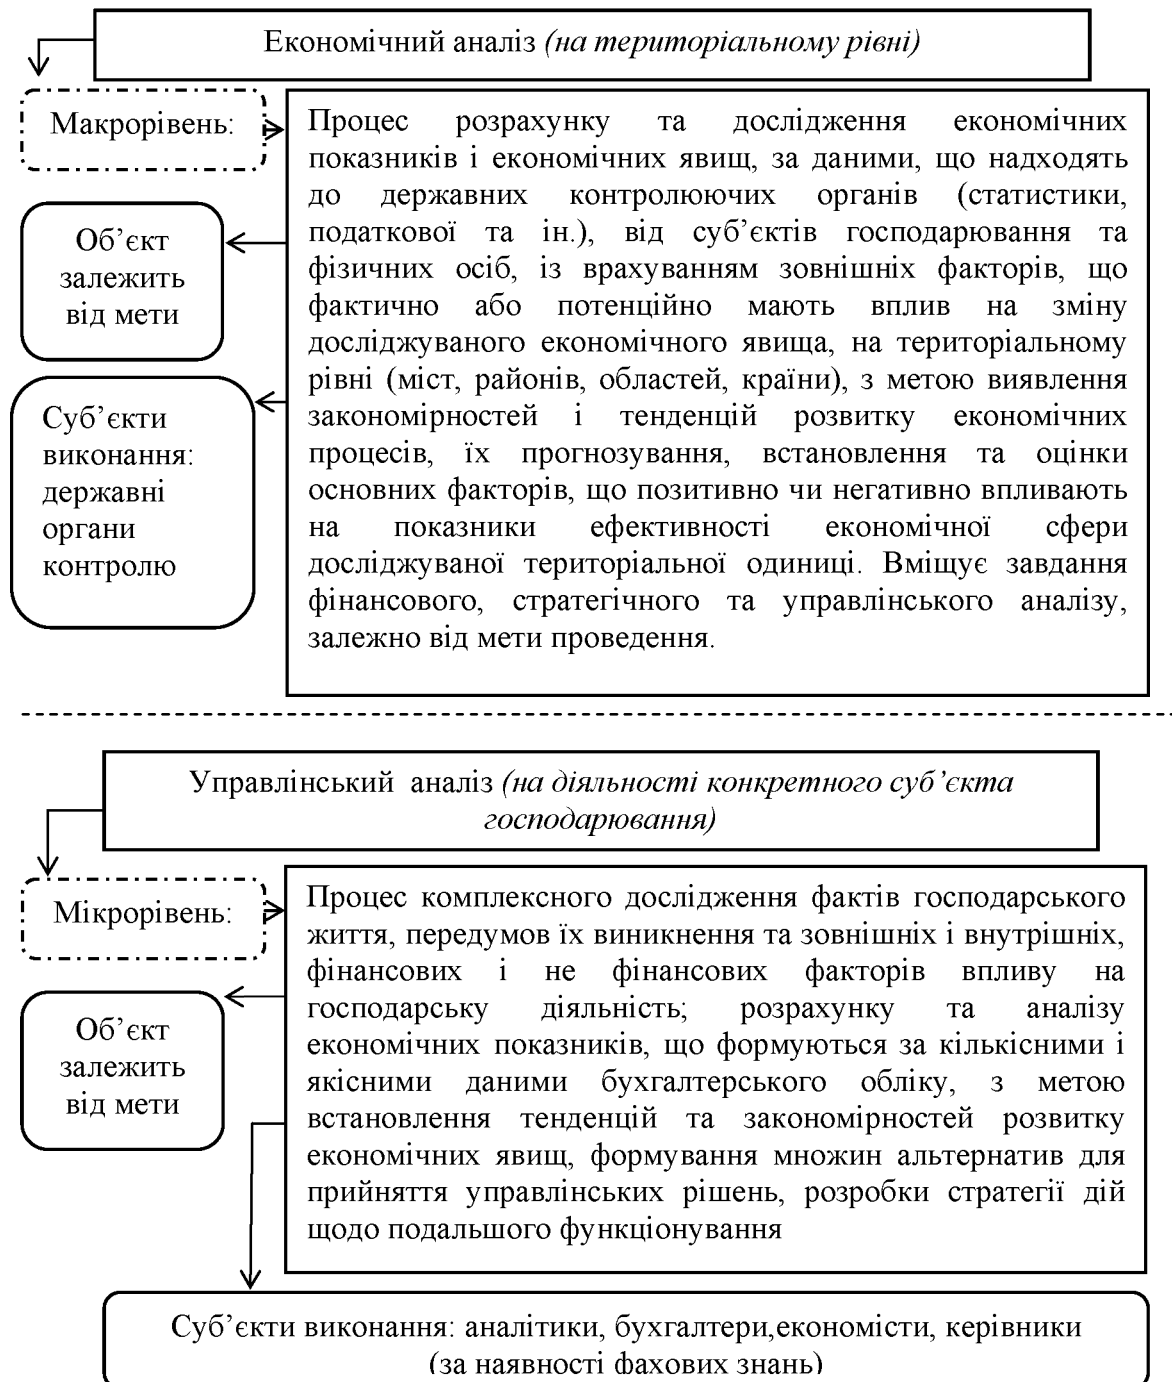 Економічний аналіз (на територіальному рівні)
Макрорівень:
Процес розрахунку та дослідження економічних
показників і економічних явищ, за даними, що надходять
до державних контролюючих органів (статистики,
податкової та ін.), від суб’єктів господарювання та
фізичних осіб, із врахуванням зовнішніх факторів, що
фактично або потенційно мають вплив на зміну
досліджуваного економічного явища, на територіальному
рівні (міст, районів, областей, країни), з метою виявлення
закономірностей і тенденцій розвитку економічних
процесів, їх прогнозування, встановлення та оцінки
основних факторів, що позитивно чи негативно впливають
на показники ефективності економічної сфери
досліджуваної територіальної одиниці. Вміщує завдання
фінансового, стратегічного та управлінського аналізу,
залежно від мети проведення.
Об’єкт
залежить
від мети
Суб’єкти
виконання:
державні
органи
контролю
Управлінський аналіз (на діяльності конкретного суб’єкта
господарювання)
Мікрорівень:
Процес комплексного дослідження фактів господарського
життя, передумов їх виникнення та зовнішніх і внутрішніх,
фінансових і не фінансових факторів впливу на
господарську діяльність; розрахунку та аналізу
економічних показників, що формуються за кількісними і
якісними даними бухгалтерського обліку, з метою
встановлення тенденцій та закономірностей розвитку
економічних явищ, формування множин альтернатив для
прийняття управлінських рішень, розробки стратегії дій
щодо подальшого функціонування
Об’єкт
залежить
від мети
Суб’єкти виконання: аналітики, бухгалтери,економісти, керівники
(за наявності фахових знань)